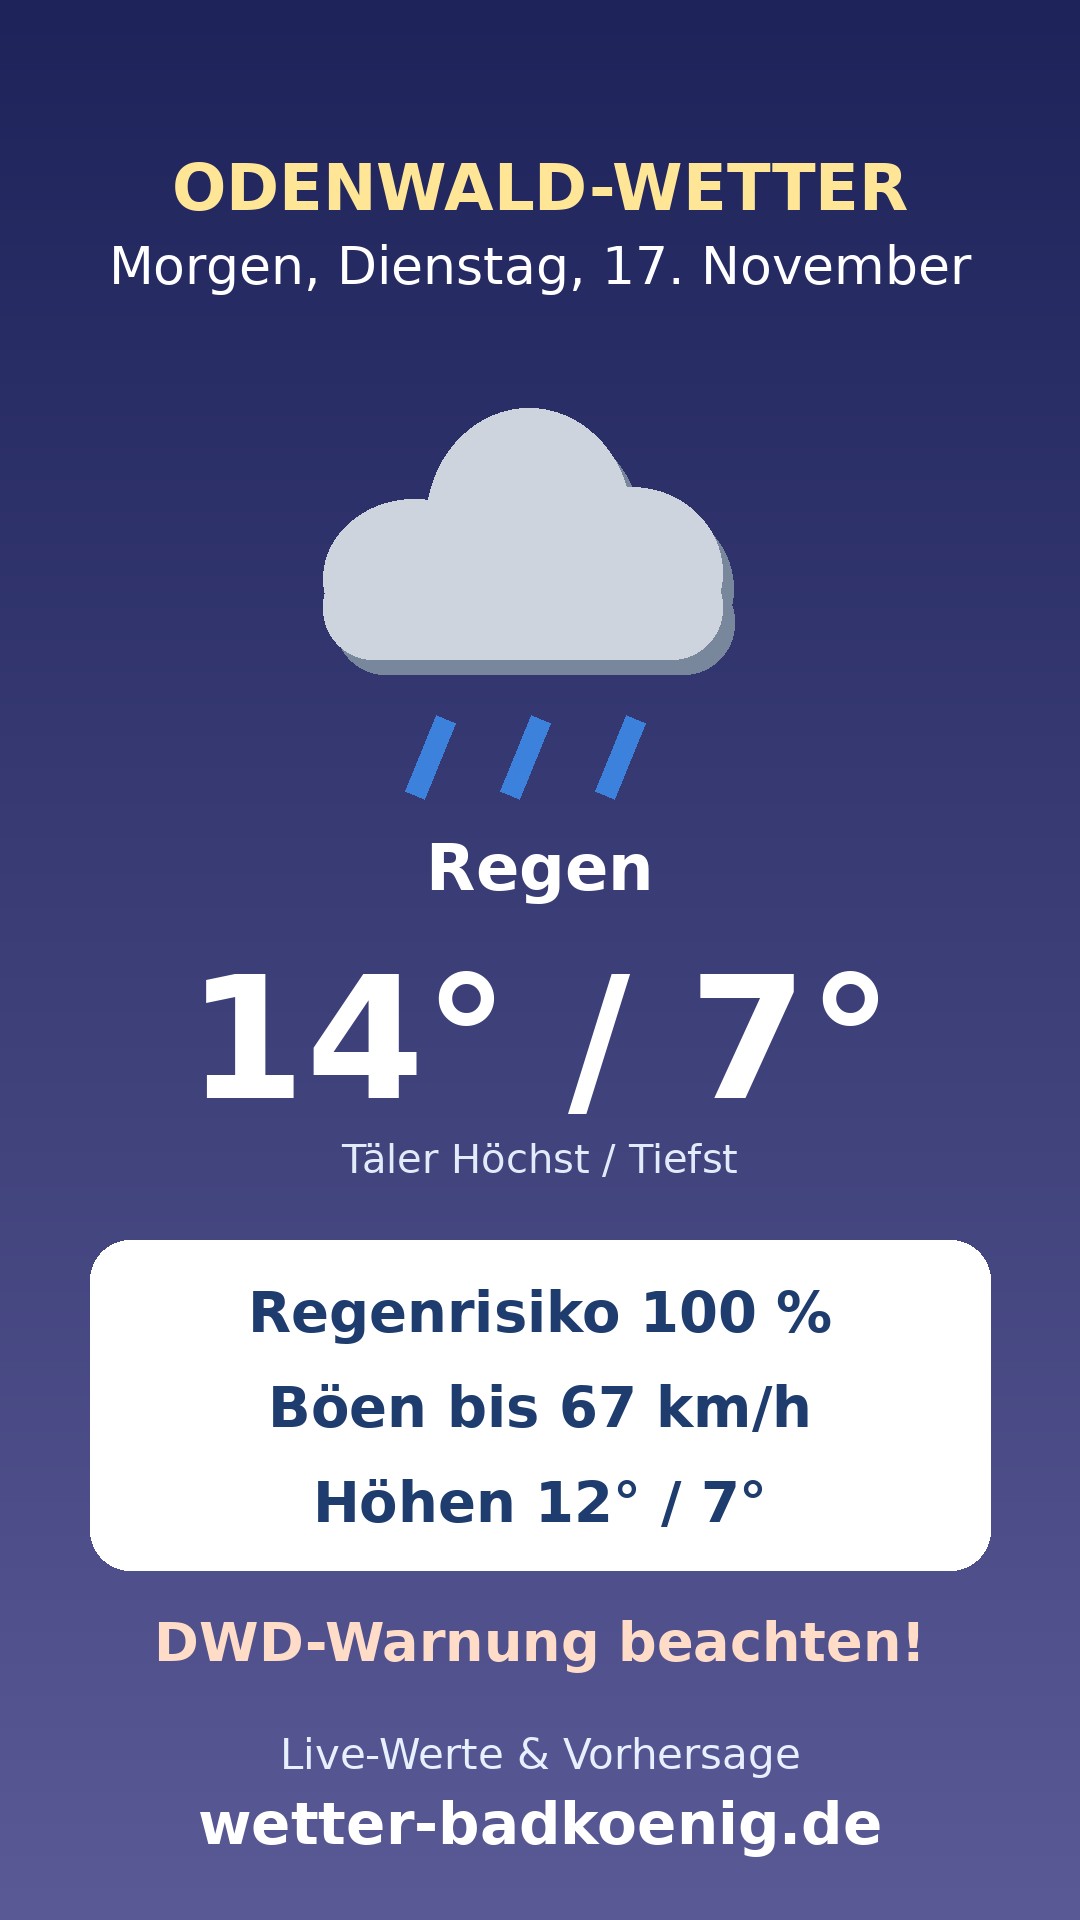 ODENWALD-WETTER
Morgen, Dienstag, 17. November
Regen
14° / 7°
Täler Höchst / Tiefst
Regenrisiko 100 %
Böen bis 67 km/h
Höhen 12° / 7°
DWD-Warnung beachten!
Live-Werte & Vorhersage
wetter-badkoenig.de